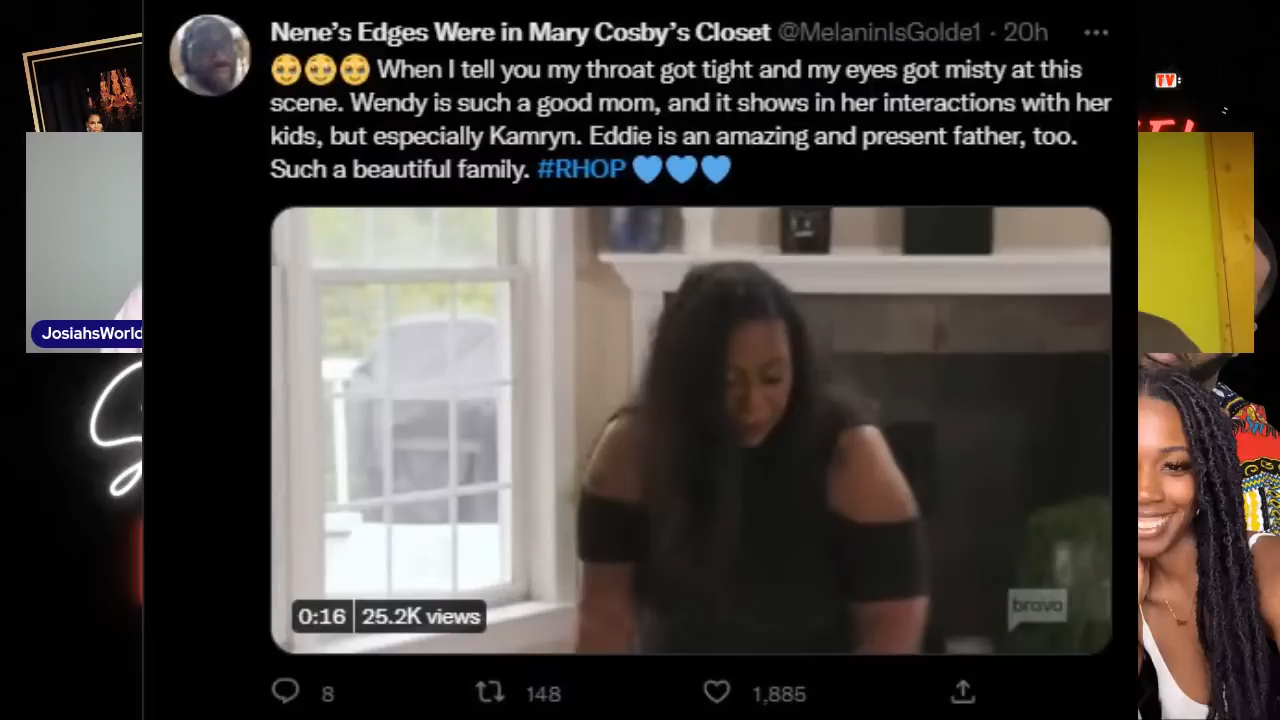 Nene’s Edges Were in Mary Cosby’s Closet @MelaninIsGolde1 · 20h
🥹🥹🥹 When I tell you my throat got tight and my eyes got misty at this
scene. Wendy is such a good mom, and it shows in her interactions with her
kids, but especially Kamryn. Eddie is an amazing and present father, too.
Such a beautiful family. #RHOP 💙💙💙
TV:
JosiahsWorld
0:16 25.2K views
bravo
8 148 1,885